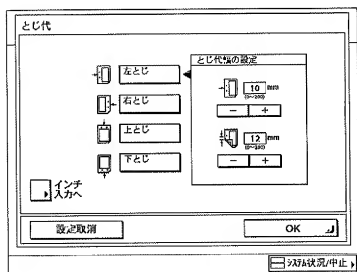 とじ代
とじ代幅の設定
左とじ
10 mm
(0~200)
右とじ
− +
上とじ
12 mm
(0~200)
下とじ
− +
インチ
入力へ
設定取消
OK
システム状況/中止